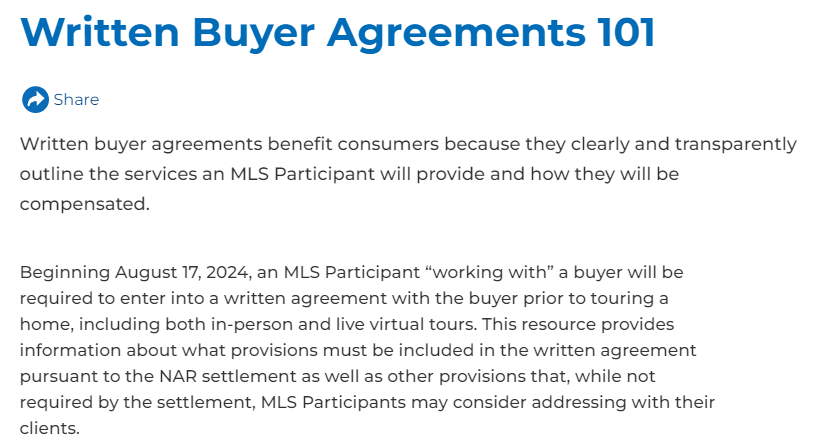 Written Buyer Agreements 101
Share
Written buyer agreements benefit consumers because they clearly and transparently
outline the services an MLS Participant will provide and how they will be
compensated.
Beginning August 17, 2024, an MLS Participant “working with” a buyer will be
required to enter into a written agreement with the buyer prior to touring a
home, including both in-person and live virtual tours. This resource provides
information about what provisions must be included in the written agreement
pursuant to the NAR settlement as well as other provisions that, while not
required by the settlement, MLS Participants may consider addressing with their
clients.